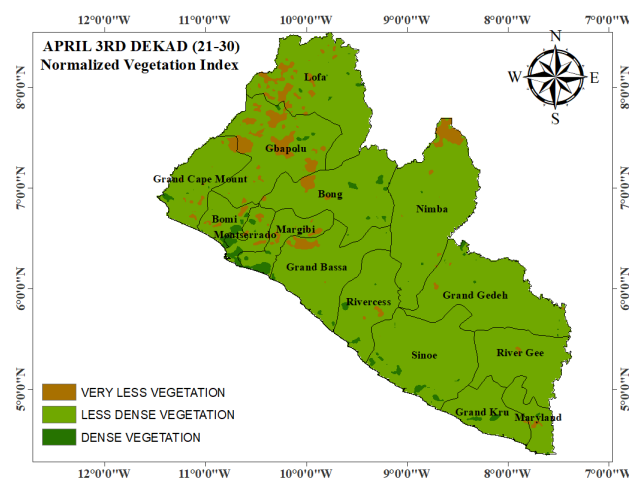 12°0'W 11°0'W 10°0'W 9°0'W 8°0'W 7°0'W
APRIL 3RD DEKAD (21-30)
Normalized Vegetation Index
N
W E
S
8°0'0"N 8°0'0"N
Lofa
Gbapolu
7°0'0"N 7°0'0"N
Grand Cape Mount
Bong
Nimba
Bomi
Montserrado
Margibi
Grand Bassa
6°0'0"N 6°0'0"N
Grand Gedeh
Rivercess
Sinoe
River Gee
5°0'0"N 5°0'0"N
Grand Kru
Maryland
VERY LESS VEGETATION
LESS DENSE VEGETATION
DENSE VEGETATION
12°0'W 11°0'W 10°0'W 9°0'W 8°0'W 7°0'W